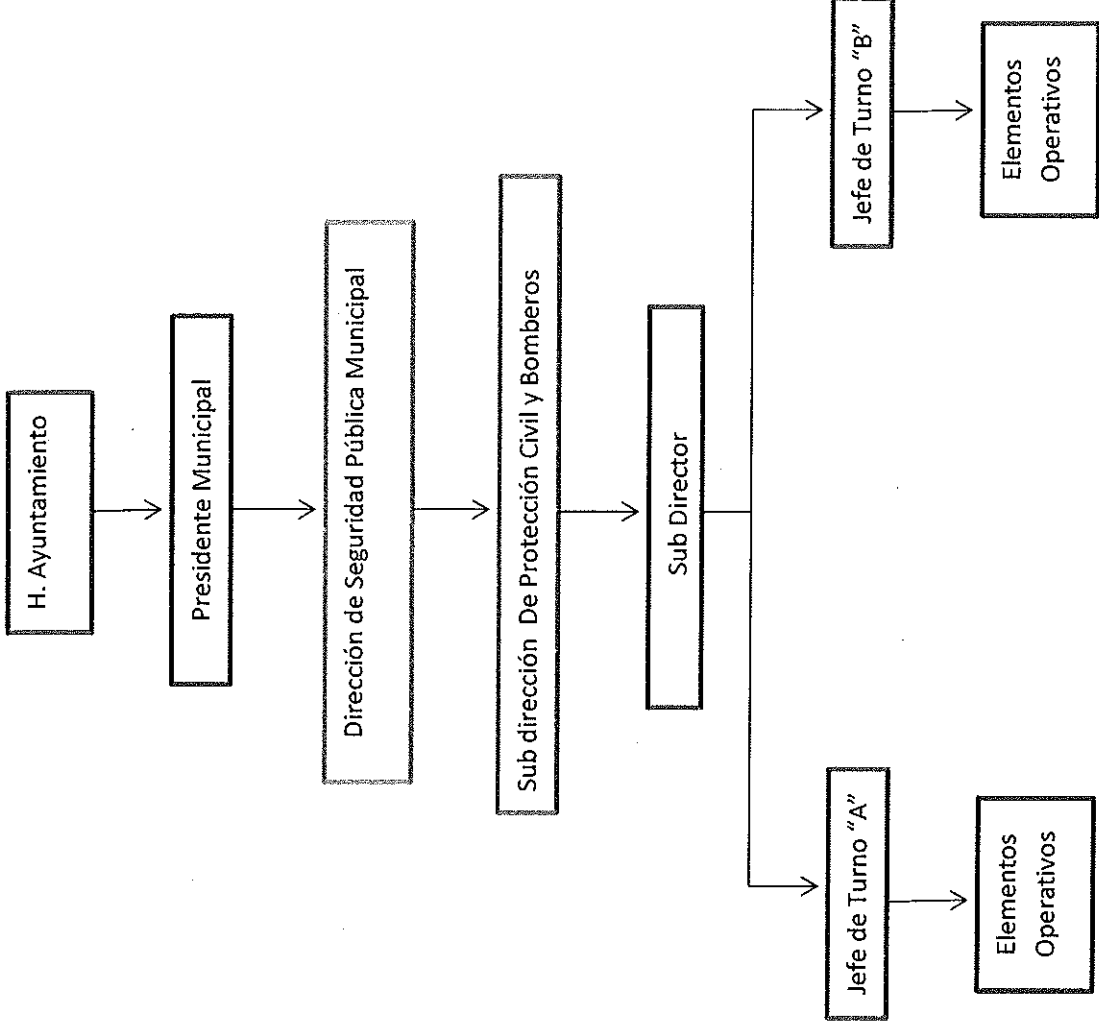 H. Ayuntamiento
Presidente Municipal
Dirección de Seguridad Pública Municipal
Sub dirección De Protección Civil y Bomberos
Sub Director
Jefe de Turno "A"
Elementos
Operativos
Jefe de Turno "B"
Elementos
Operativos